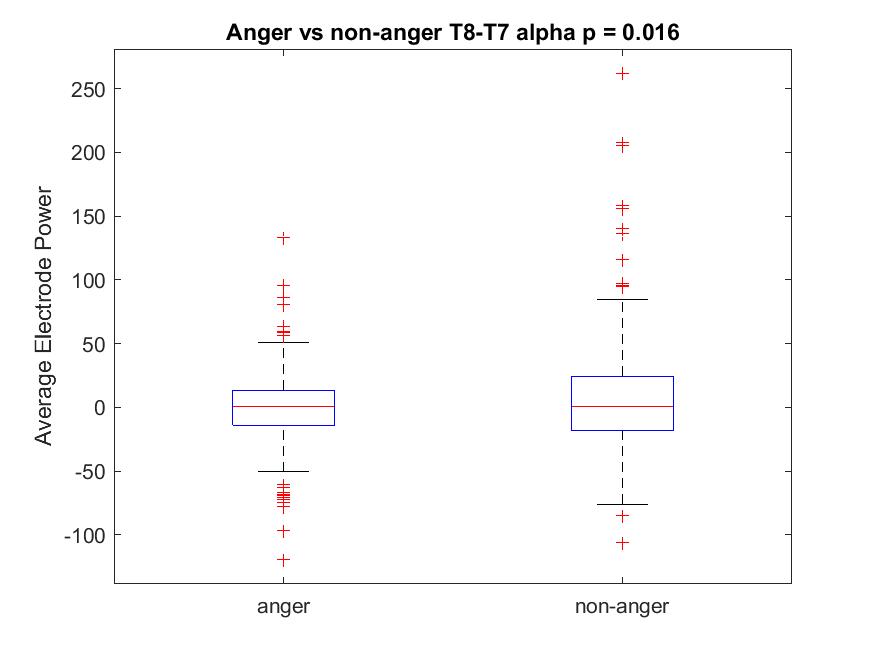 Anger vs non-anger T8-T7 alpha p = 0.016
Average Electrode Power
250
200
150
100
50
0
-50
-100
anger
non-anger